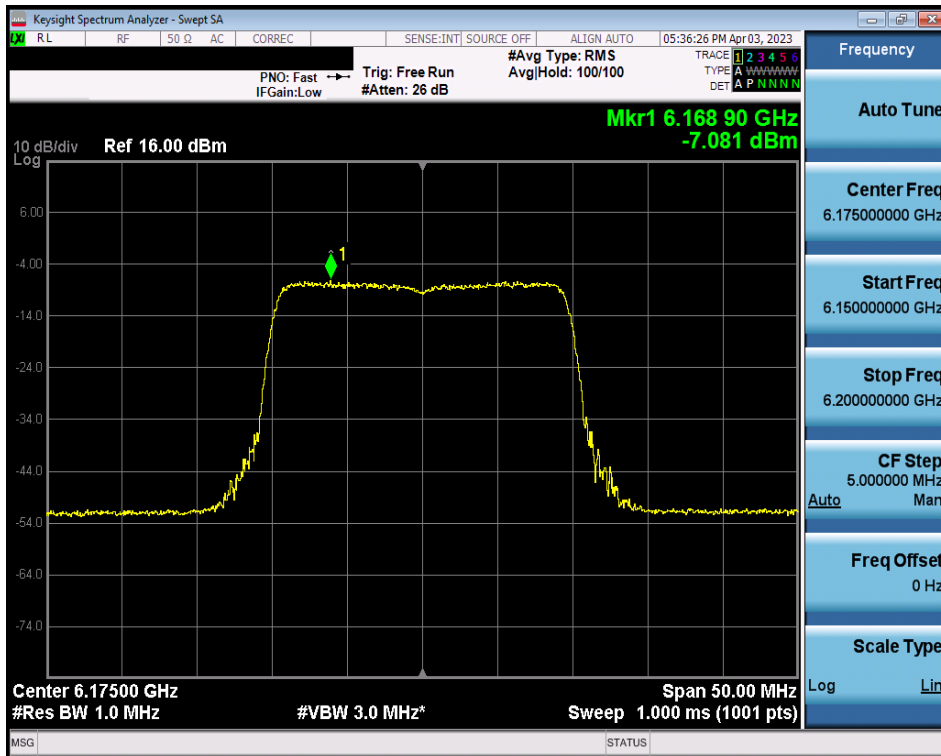 Keysight Spectrum Analyzer - Swept SA
LXI RL RF 50 Ω AC CORREC SENSE:INT SOURCE OFF ALIGN AUTO 05:36:26 PM Apr 03, 2023
Frequency
PNO: Fast
IFGain:Low
Trig: Free Run
#Atten: 26 dB
#Avg Type: RMS
Avg|Hold: 100/100
TRACE 1 2 3 4 5 6
TYPE A WWWWW
DET A P N N N N
Auto Tune
Mkr1 6.168 90 GHz
-7.081 dBm
10 dB/div Ref 16.00 dBm
Log
6.00
-4.00
-14.0
-24.0
-34.0
-44.0
-54.0
-64.0
-74.0
1
Center Freq
6.175000000 GHz
Start Freq
6.150000000 GHz
Stop Freq
6.200000000 GHz
CF Step
5.000000 MHz
Auto Man
Freq Offset
0 Hz
Scale Type
Log Lin
Center 6.17500 GHz Span 50.00 MHz
#Res BW 1.0 MHz #VBW 3.0 MHz* Sweep 1.000 ms (1001 pts)
MSG STATUS